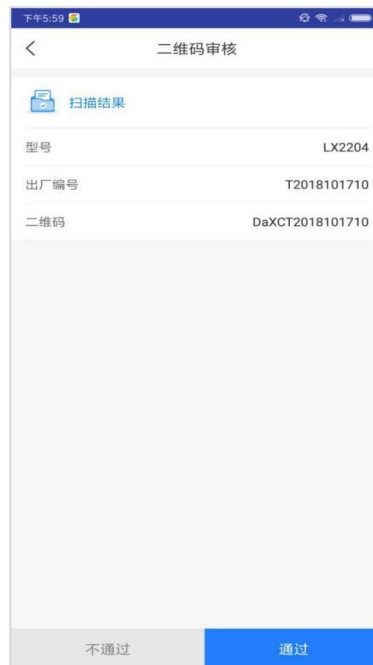 下午5:59
二维码审核
扫描结果
型号 LX2204
出厂编号 T2018101710
二维码 DaXCT2018101710
不通过 通过